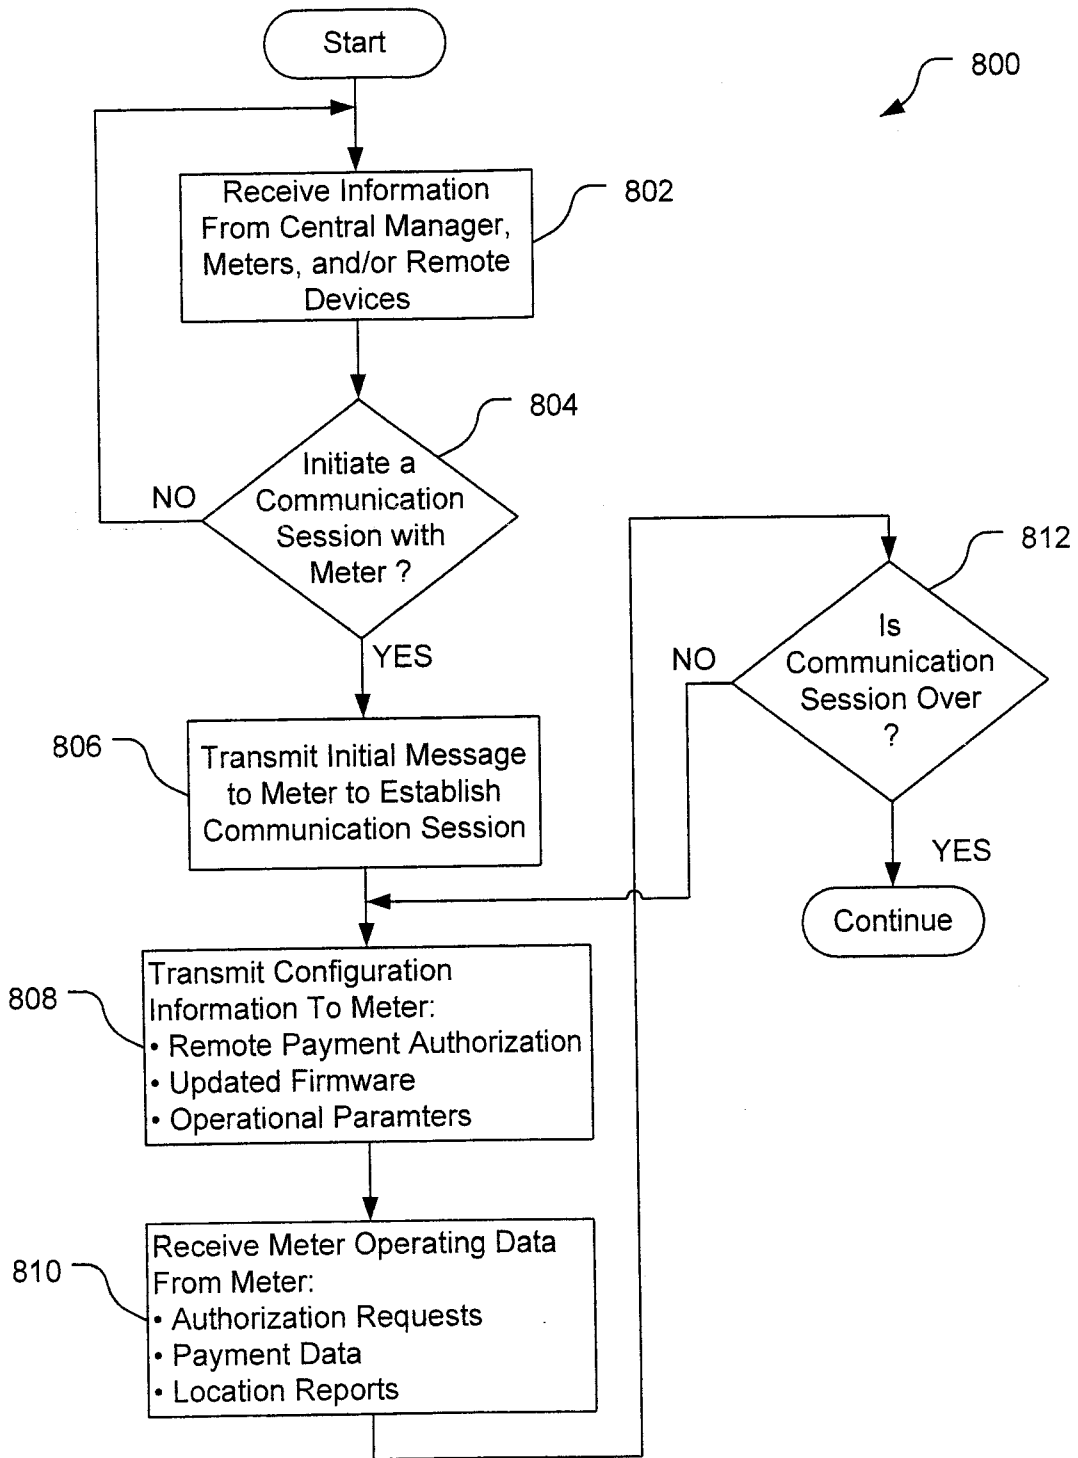 Start
800
Receive Information
From Central Manager,
Meters, and/or Remote
Devices
802
804
Initiate a
Communication
Session with
Meter ?
NO
YES
806
Transmit Initial Message
to Meter to Establish
Communication Session
808
Transmit Configuration
Information To Meter:
• Remote Payment Authorization
• Updated Firmware
• Operational Paramters
810
Receive Meter Operating Data
From Meter:
• Authorization Requests
• Payment Data
• Location Reports
812
Is
Communication
Session Over
?
NO
YES
Continue